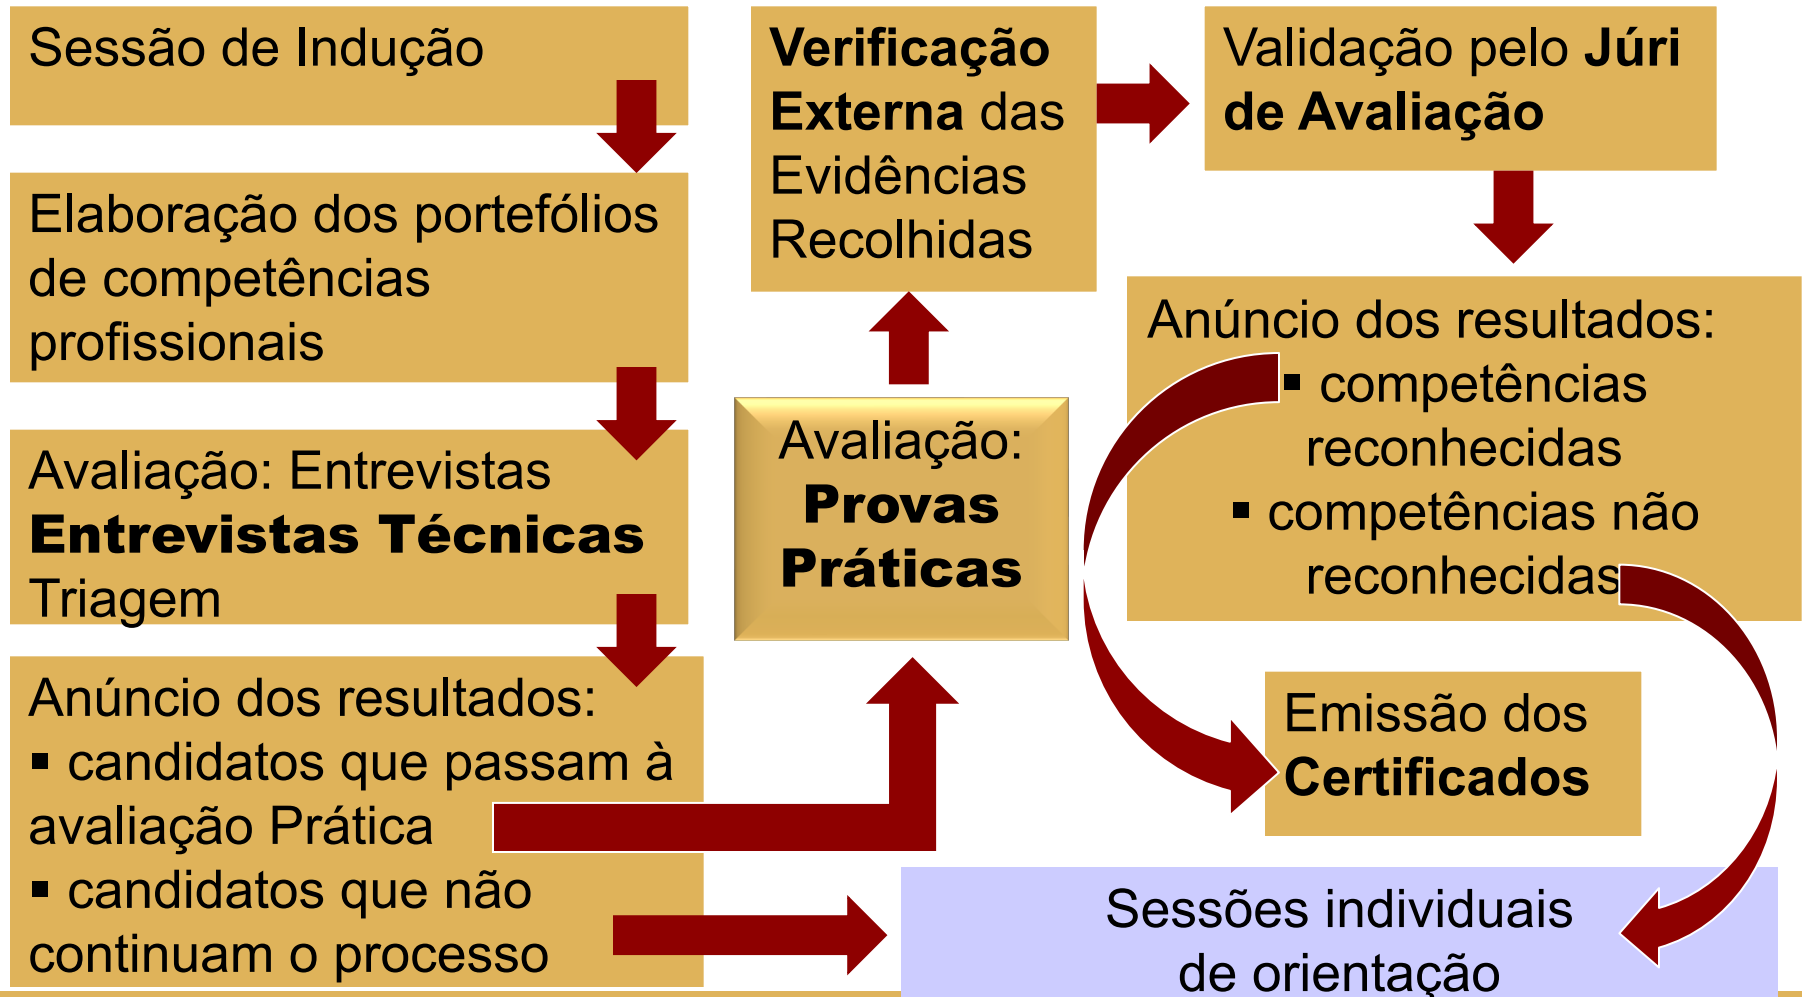 Sessão de Indução
Elaboração dos portefólios
de competências
profissionais
Avaliação: Entrevistas
Entrevistas Técnicas
Triagem
Anúncio dos resultados:
▪ candidatos que passam à
avaliação Prática
▪ candidatos que não
continuam o processo
Avaliação:
Provas
Práticas
Verificação
Externa das
Evidências
Recolhidas
Validação pelo Júri
de Avaliação
Anúncio dos resultados:
▪ competências
reconhecidas
▪ competências não
reconhecidas
Emissão dos
Certificados
Sessões individuais
de orientação